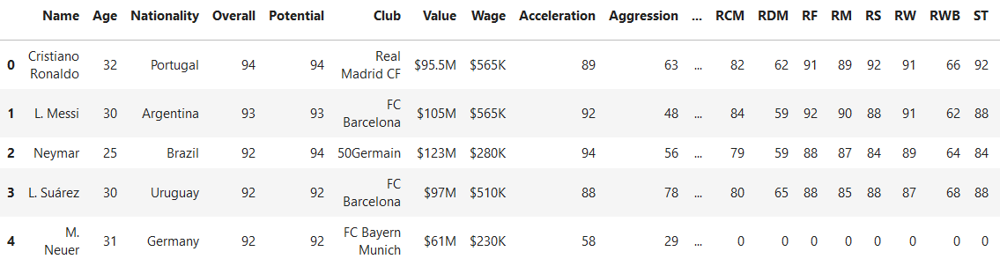 Name Age Nationality Overall Potential Club Value Wage Acceleration Aggression ... RCM RDM RF RM RS RW RWB ST
0 Cristiano Ronaldo 32 Portugal 94 94 Real Madrid CF $95.5M $565K 89 63 ... 82 62 91 89 92 91 66 92
1 L. Messi 30 Argentina 93 93 FC Barcelona $105M $565K 92 48 ... 84 59 92 90 88 91 62 88
2 Neymar 25 Brazil 92 94 50Germain $123M $280K 94 56 ... 79 59 88 87 84 89 64 84
3 L. Suárez 30 Uruguay 92 92 FC Barcelona $97M $510K 88 78 ... 80 65 88 85 88 87 68 88
4 M. Neuer 31 Germany 92 92 FC Bayern Munich $61M $230K 58 29 ... 0 0 0 0 0 0 0 0